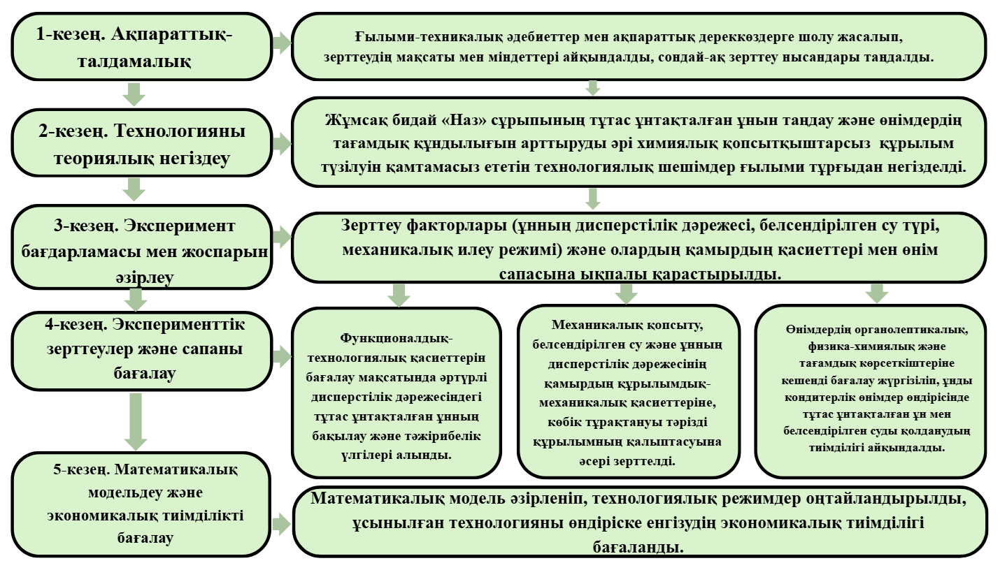 1-кезең. Ақпараттық-
талдамалық
Ғылыми-техникалық әдебиеттер мен ақпараттық дереккөздерге шолу жасалып,
зерттеудің мақсаты мен міндеттері айқындалды, сондай-ақ зерттеу нысандары таңдалды.
2-кезең. Технологияны
теориялық негіздеу
Жұмсақ бидай «Наз» сұрыпының тұтас ұнтақталған ұнын таңдау және өнімдердің
тағамдық құндылығын арттыруды әрі химиялық қопсытқыштарсыз құрылым
түзілуін қамтамасыз ететін технологиялық шешімдер ғылыми тұрғыдан негізделді.
3-кезең. Эксперимент
бағдарламасы мен жоспарын
әзірлеу
Зерттеу факторлары (ұнның дисперстілік дәрежесі, белсендірілген су түрі,
механикалық илеу режимі) және олардың қамырдың қасиеттері мен өнім
сапасына ықпалы қарастырылды.
4-кезең. Эксперименттік
зерттеулер және сапаны
бағалау
Функционалдық-
технологиялық қасиеттерін
бағалау мақсатында әртүрлі
дисперстілік дәрежесіндегі
тұтас ұнтақталған ұнның
бақылау және тәжірибелік
үлгілері алынды.
Механикалық қопсыту,
белсендірілген су және ұнның
дисперстілік дәрежесінің
қамырдың құрылымдық-
механикалық қасиеттеріне,
көбік тұрақтануы тәрізді
құрылымның қалыптасуына
әсері зерттелді.
Өнімдердің органолептикалық,
физика-химиялық және
тағамдық көрсеткіштеріне
кешенді бағалау жүргізіліп, ұнды
кондитерлік өнімдер өндірісінде
тұтас ұнтақталған ұн мен
белсендірілген суды қолданудың
тиімділігі айқындалды.
5-кезең. Математикалық
модельдеу және
экономикалық тиімділікті
бағалау
Математикалық модель әзірленіп, технологиялық режимдер оңтайландырылды,
ұсынылған технологияны өндіріске енгізудің экономикалық тиімділігі
бағаланды.